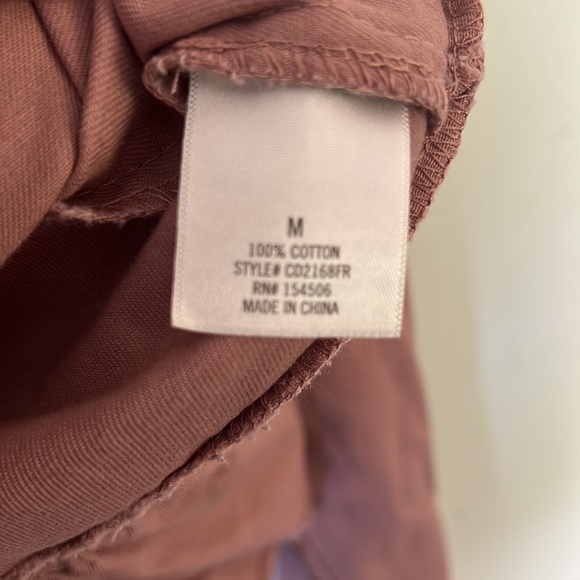 M
100% COTTON
STYLE# CD2168FR
RN# 154506
MADE IN CHINA